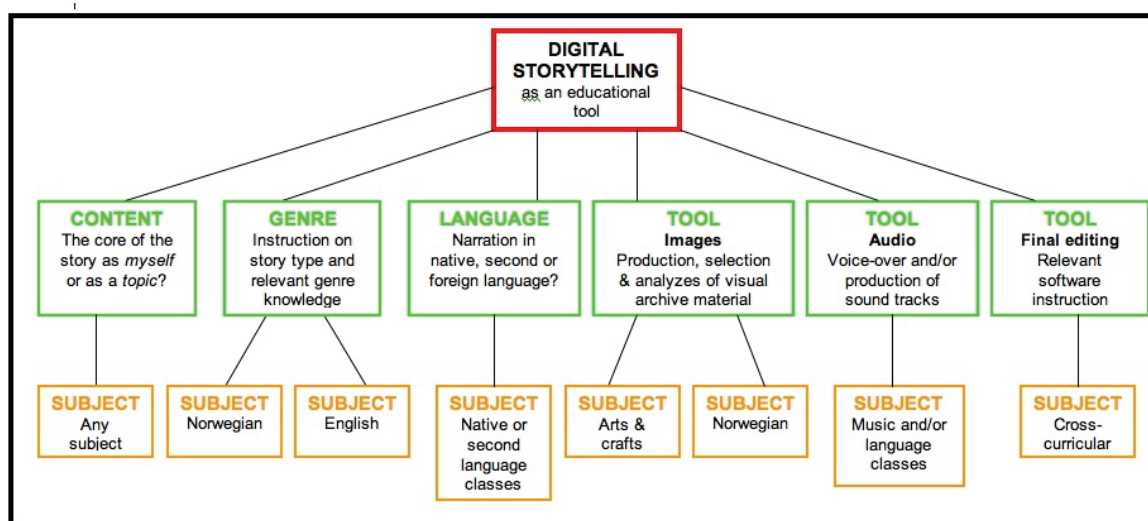 DIGITAL
STORYTELLING
as an educational
tool
CONTENT
The core of the
story as myself
or as a topic?
GENRE
Instruction on
story type and
relevant genre
knowledge
LANGUAGE
Narration in
native, second or
foreign language?
TOOL
Images
Production, selection
& analyzes of visual
archive material
TOOL
Audio
Voice-over and/or
production of
sound tracks
TOOL
Final editing
Relevant
software
instruction
SUBJECT
Any
subject
SUBJECT
Norwegian
SUBJECT
English
SUBJECT
Native or
second
language
classes
SUBJECT
Arts &
crafts
SUBJECT
Norwegian
SUBJECT
Music and/or
language
classes
SUBJECT
Cross-
curricular